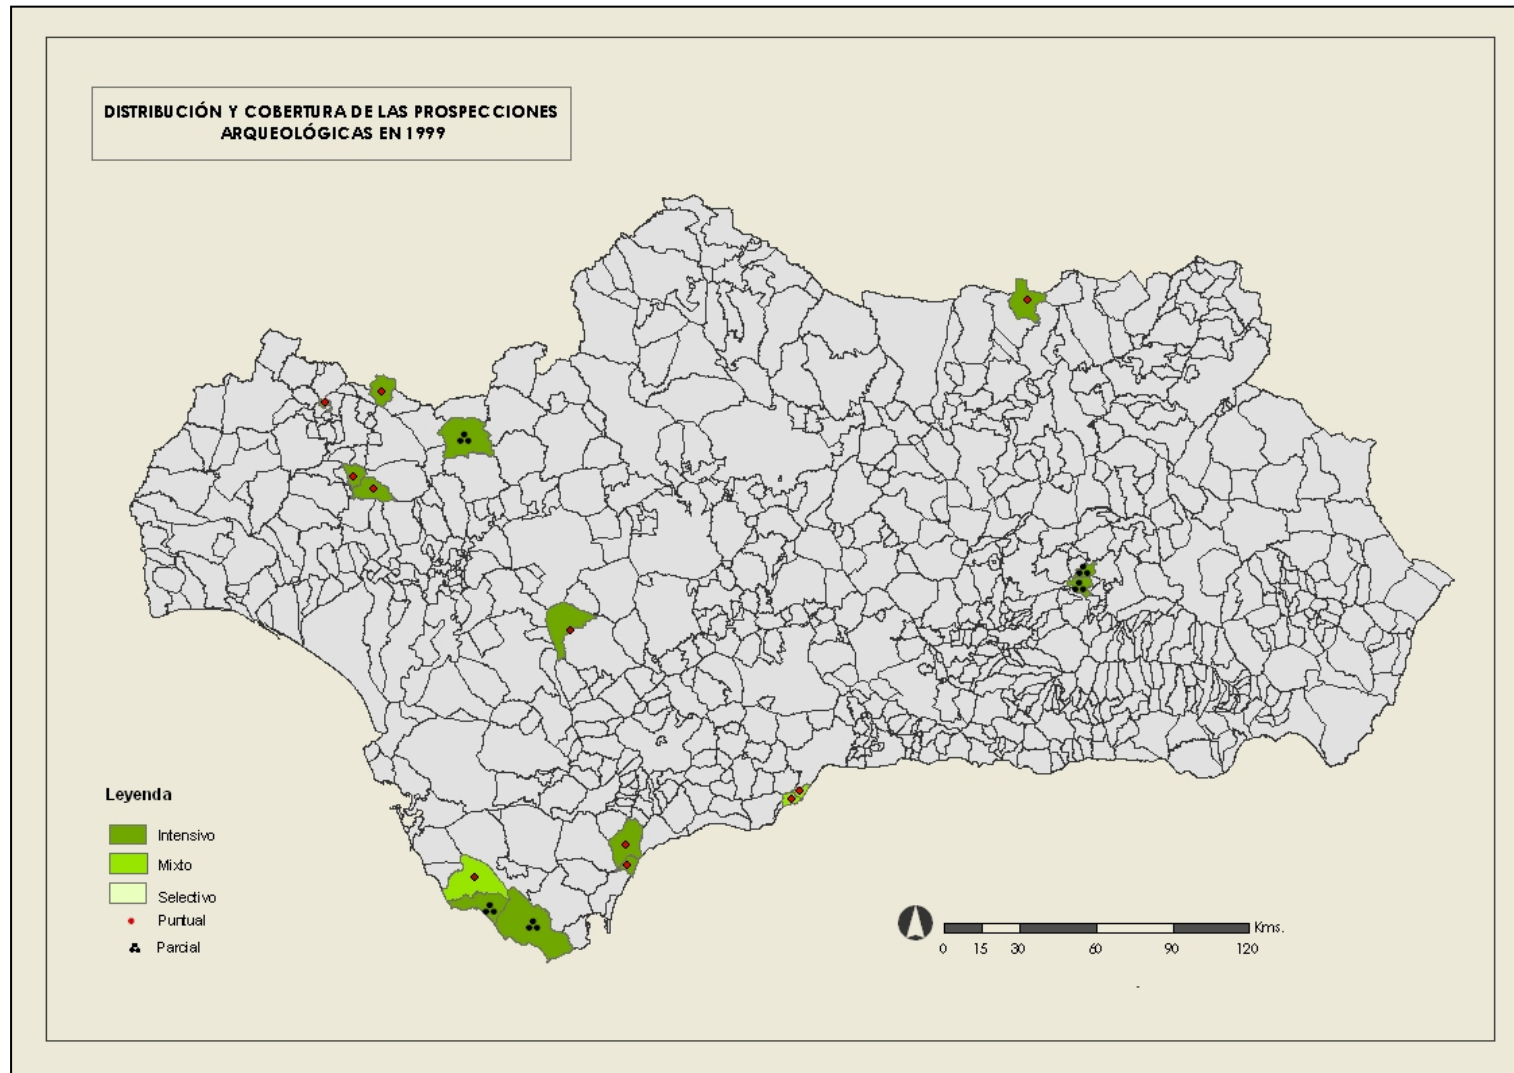 DISTRIBUCIÓN Y COBERTURA DE LAS PROSPECCIONES
ARQUEOLÓGICAS EN 1999
Leyenda
Intensivo
Mixto
Selectivo
Puntual
Parcial
Kms.
0 15 30 60 90 120